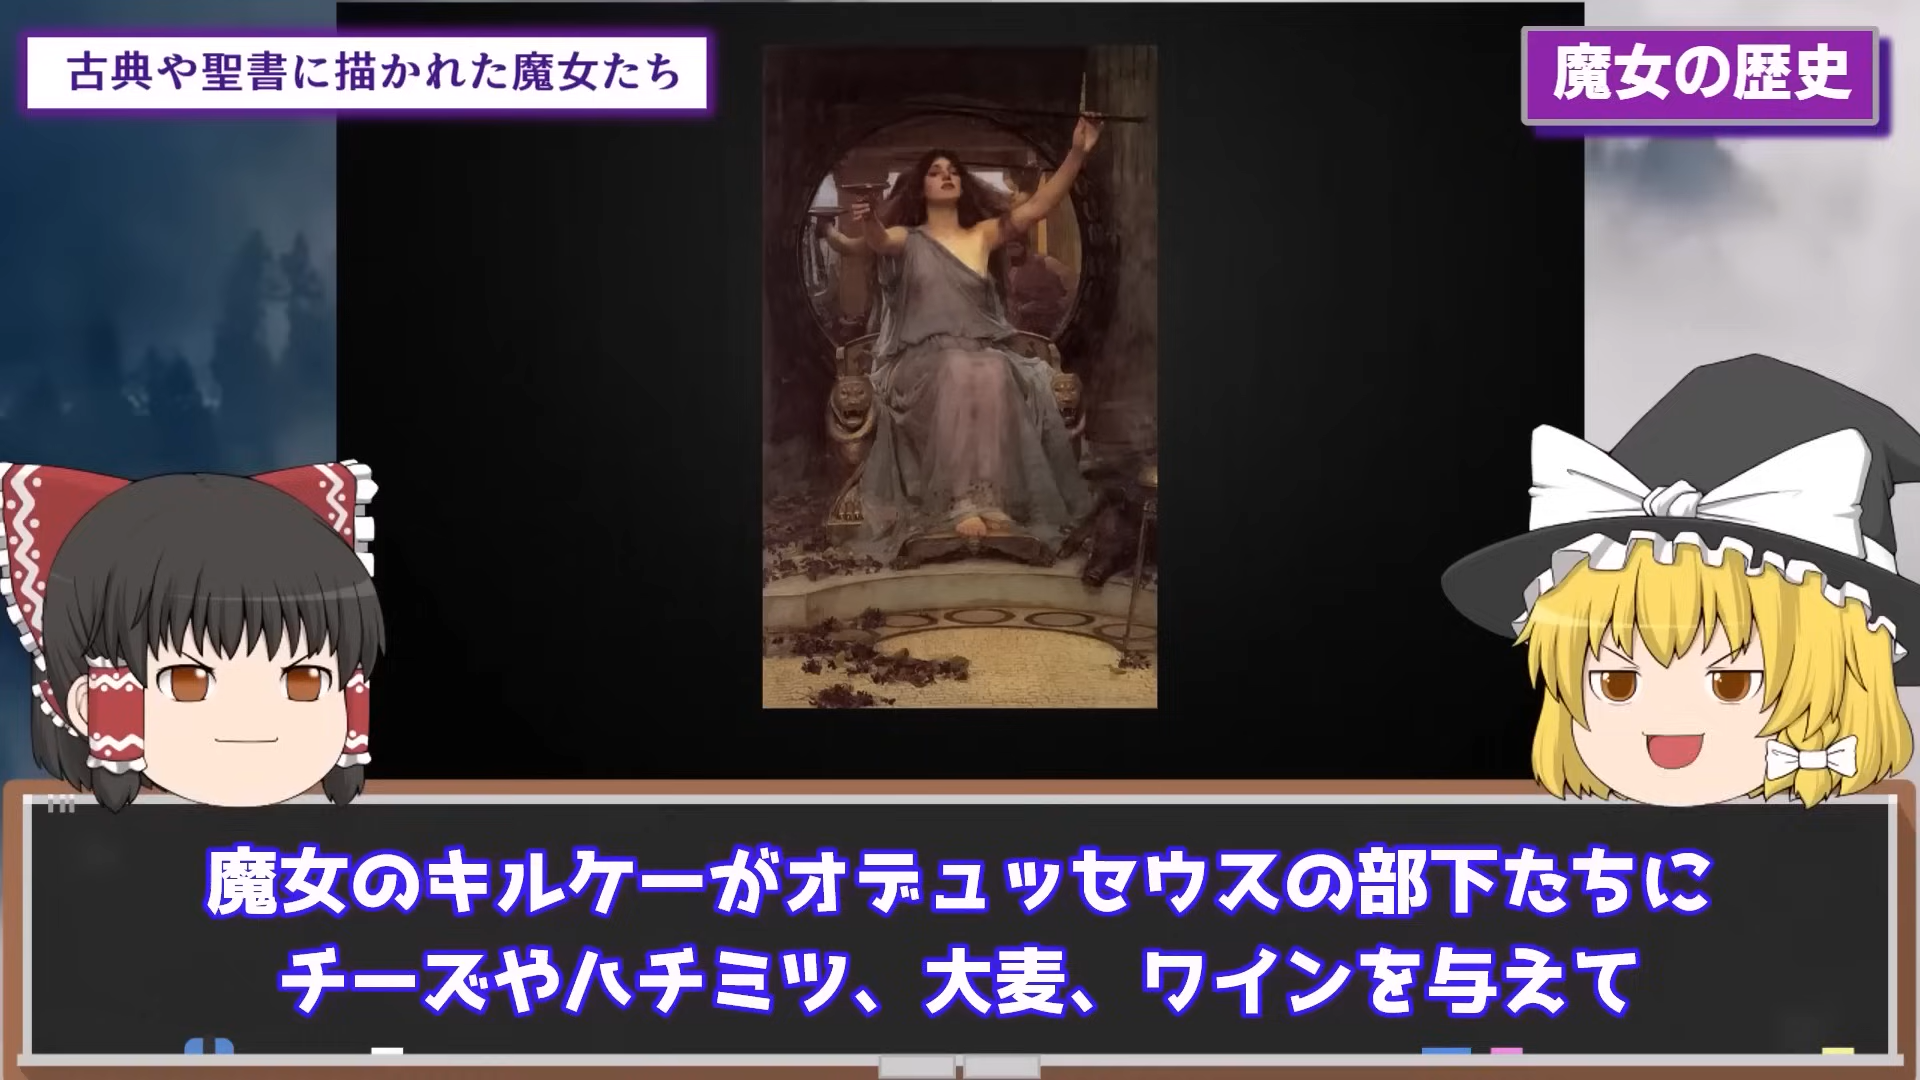 古典や聖書に描かれた魔女たち
魔女の歴史
魔女のキルケーがオデュッセウスの部下たちに
チーズやハチミツ、大麦、ワインを与えて